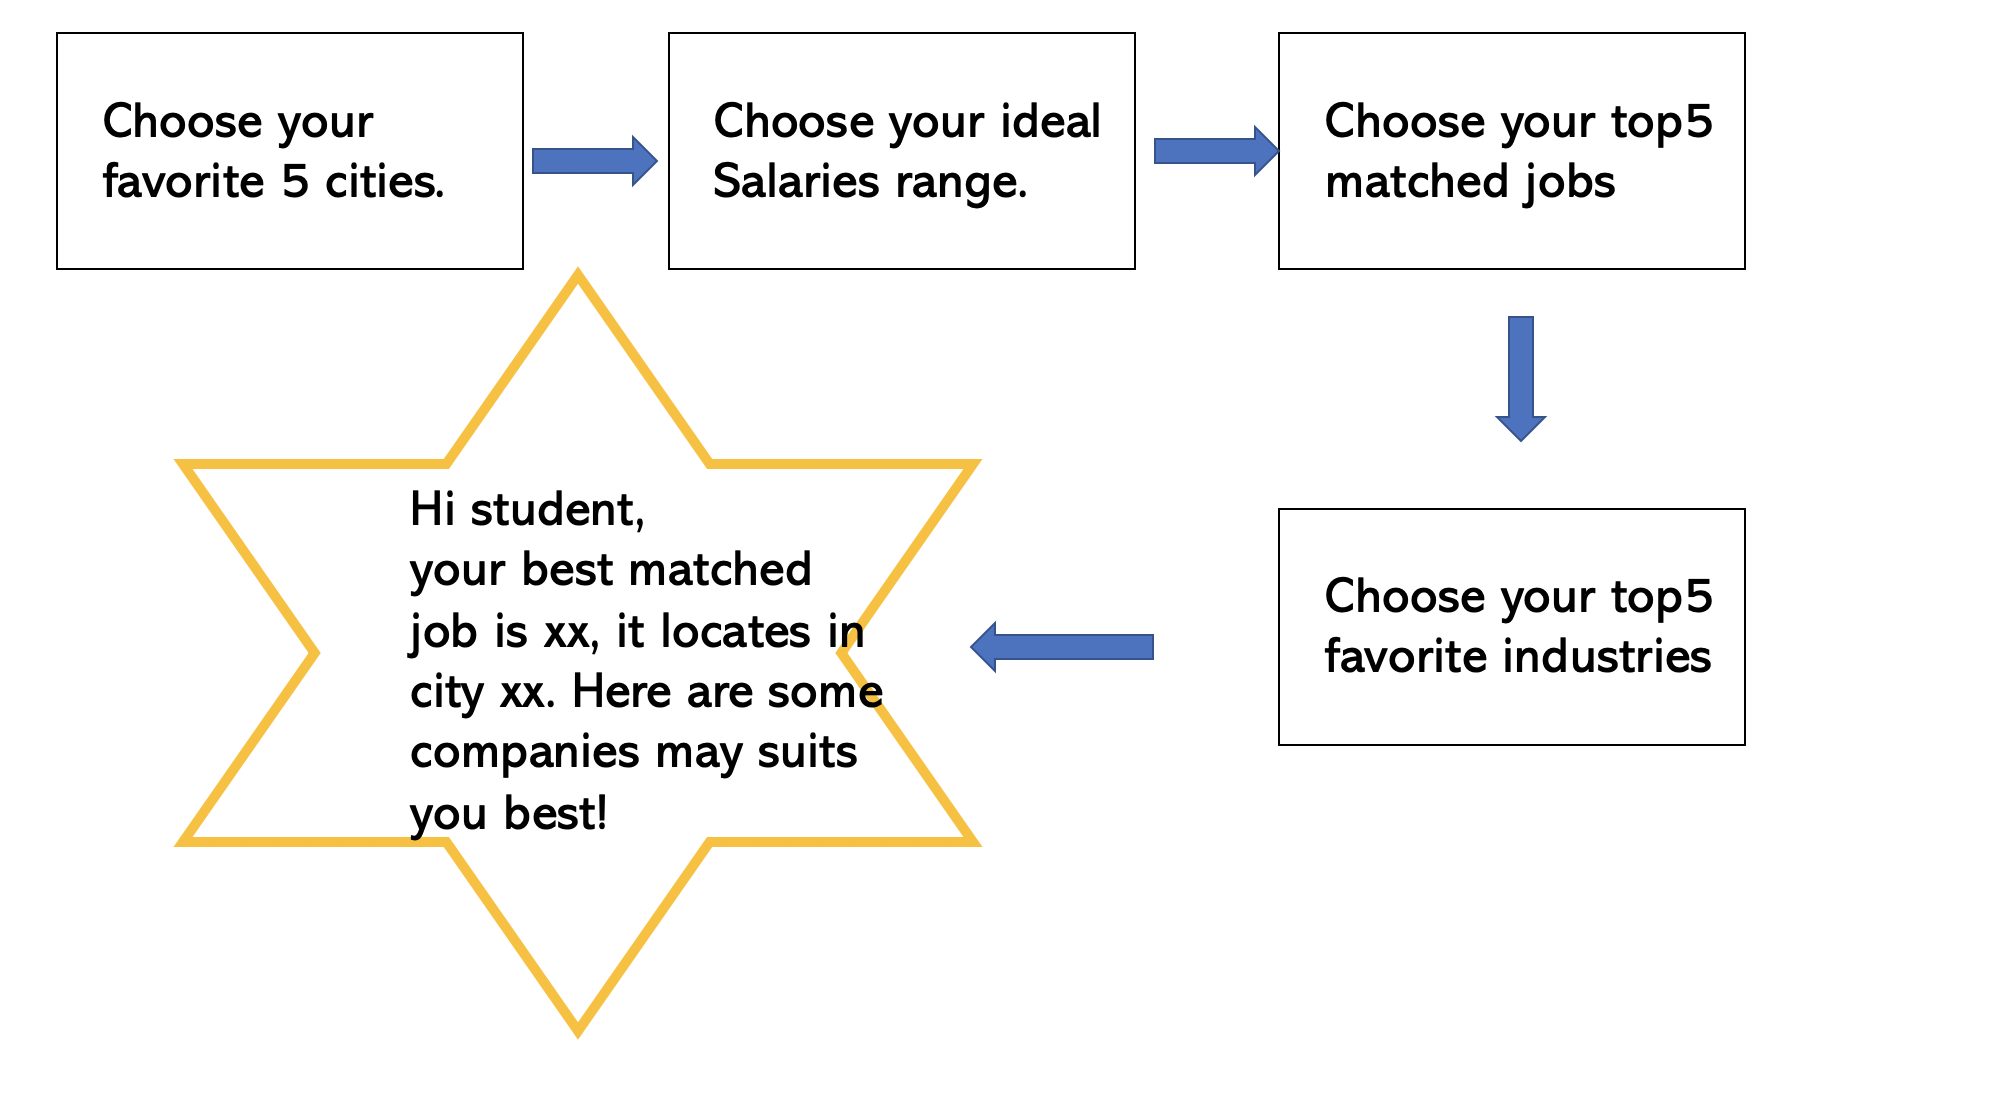 Choose your
favorite 5 cities.
Choose your ideal
Salaries range.
Choose your top5
matched jobs
Choose your top5
favorite industries
Hi student,
your best matched
job is xx, it locates in
city xx. Here are some
companies may suits
you best!